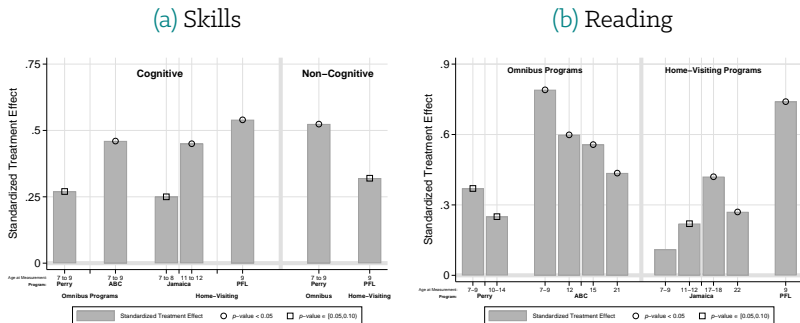 (a) Skills
.75
.5
.25
0
Standardized Treatment Effect
Cognitive
Non−Cognitive
Age at Measurement:
7 to 9
7 to 9
7 to 8
11 to 12
9
7 to 9
9
Program:
Perry
ABC
Jamaica
PFL
Perry
PFL
Omnibus Programs
Home−Visiting
Omnibus
Home−Visiting
Standardized Treatment Effect
p−value < 0.05
p−value = [0.05,0.10)
(b) Reading
.9
.6
.3
0
Standardized Treatment Effect
Omnibus Programs
Home−Visiting Programs
Age at Measurement:
7−9
10−14
7−9
12
15
21
7−9
11−12
17−18
22
9
Program:
Perry
ABC
Jamaica
PFL
Standardized Treatment Effect
p−value < 0.05
p−value = [0.05,0.10)